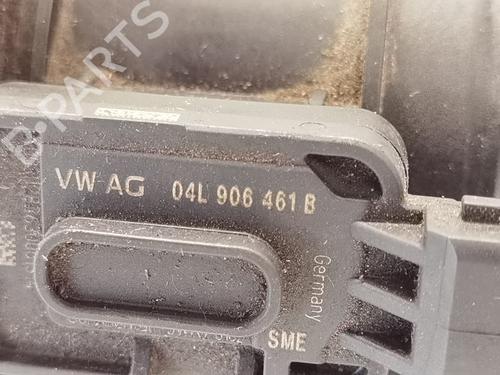 B-PARTS
VW AG 04L 906 461 B
Germany
SME